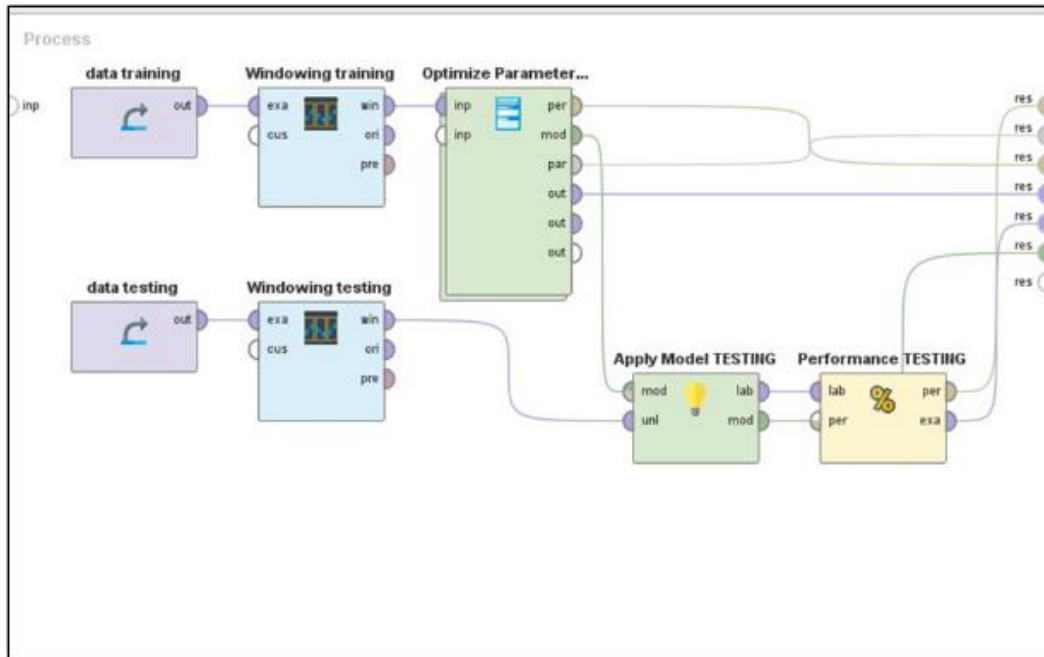 Process
data training
Windowing training
Optimize Parameter...
inp
out
exa
win
cus
ori
pre
inp
per
inp
mod
par
out
out
out
res
res
res
res
res
res
res
data testing
Windowing testing
out
exa
win
cus
ori
pre
Apply Model TESTING
Performance TESTING
mod
lab
unl
mod
lab
per
per
exa